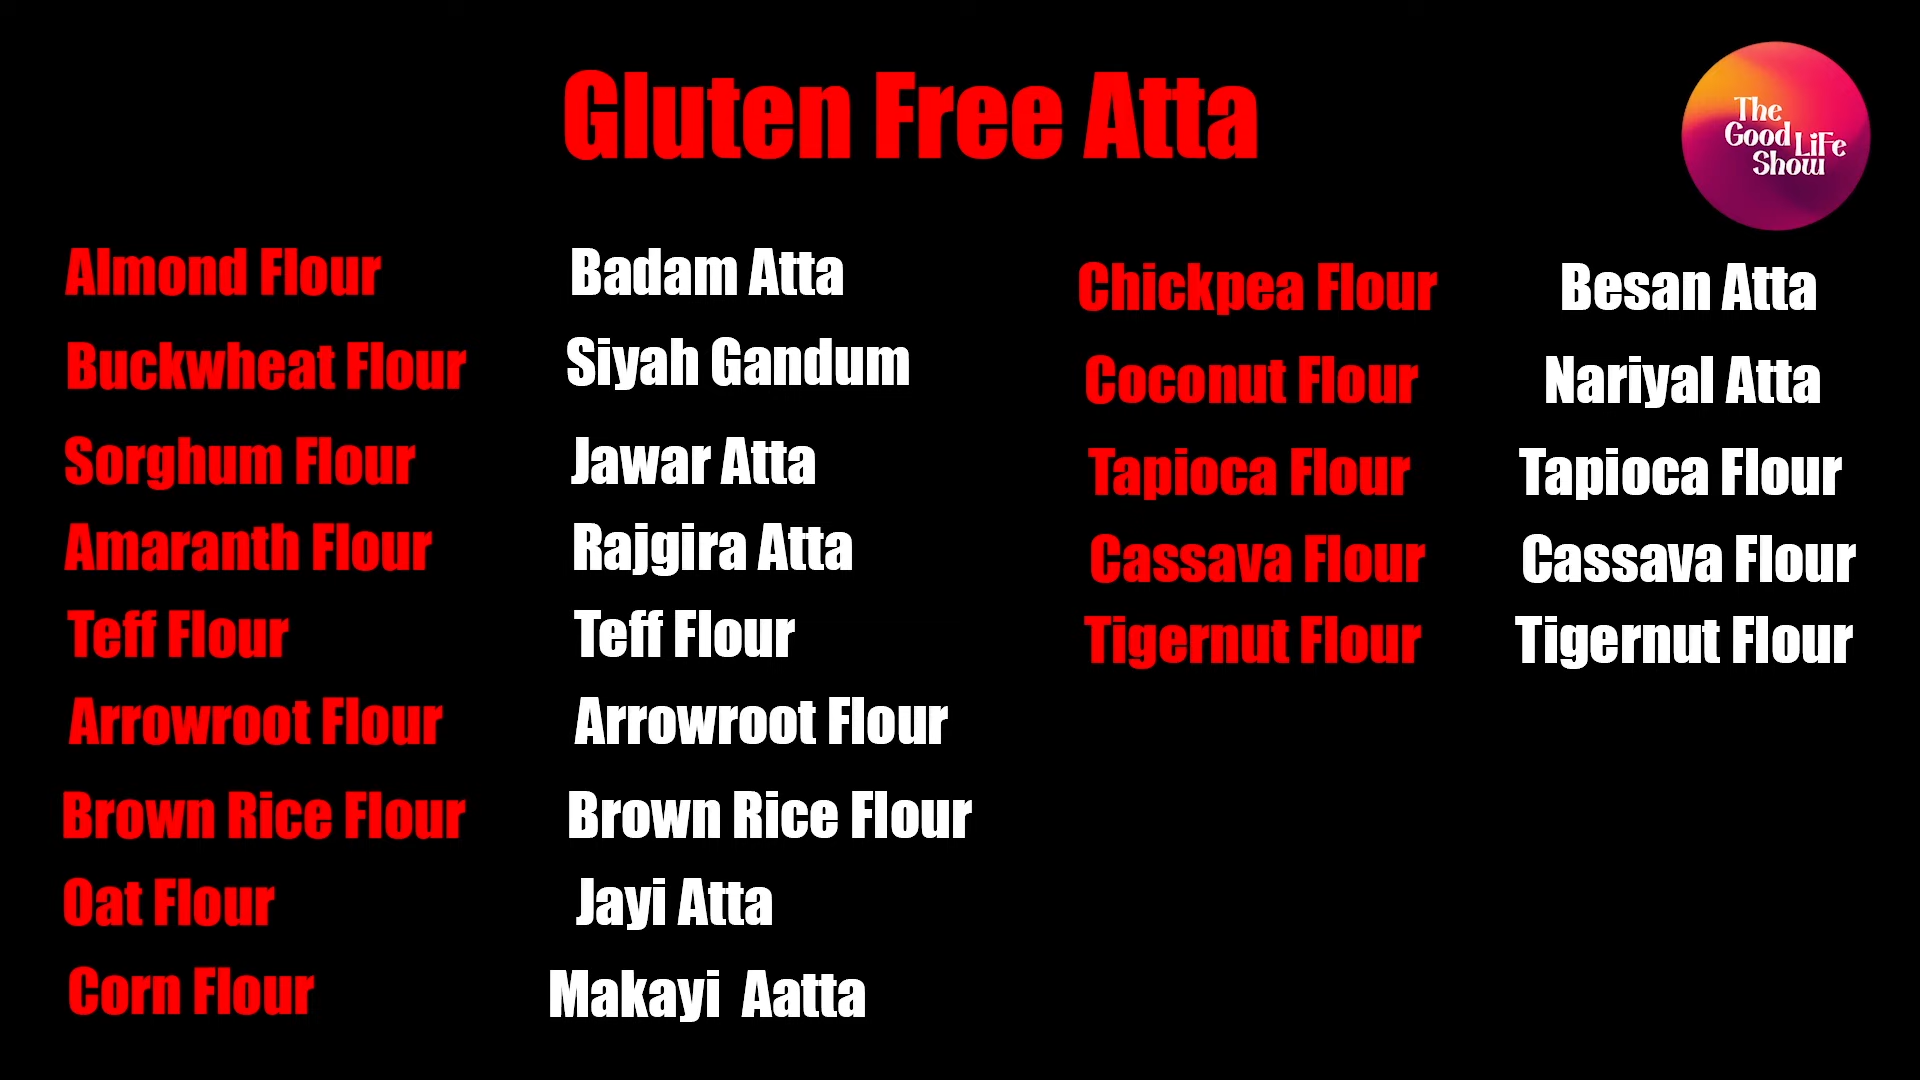 Gluten Free Atta
The
Good LiFe
Show
Almond Flour Badam Atta
Buckwheat Flour Siyah Gandum
Sorghum Flour Jawar Atta
Amaranth Flour Rajgira Atta
Teff Flour Teff Flour
Arrowroot Flour Arrowroot Flour
Brown Rice Flour Brown Rice Flour
Oat Flour Jayi Atta
Corn Flour Makayi Aatta
Chickpea Flour Besan Atta
Coconut Flour Nariyal Atta
Tapioca Flour Tapioca Flour
Cassava Flour Cassava Flour
Tigernut Flour Tigernut Flour